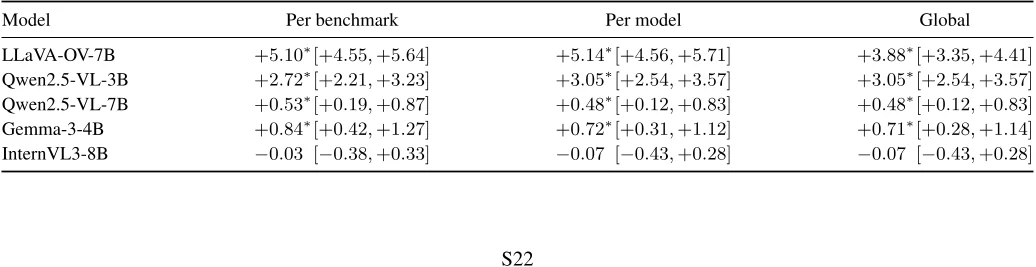 Model Per benchmark Per model Global
LLaVA-OV-7B +5.10* [+4.55, +5.64] +5.14* [+4.56, +5.71] +3.88* [+3.35, +4.41]
Qwen2.5-VL-3B +2.72* [+2.21, +3.23] +3.05* [+2.54, +3.57] +3.05* [+2.54, +3.57]
Qwen2.5-VL-7B +0.53* [+0.19, +0.87] +0.48* [+0.12, +0.83] +0.48* [+0.12, +0.83]
Gemma-3-4B +0.84* [+0.42, +1.27] +0.72* [+0.31, +1.12] +0.71* [+0.28, +1.14]
InternVL3-8B −0.03 [−0.38, +0.33] −0.07 [−0.43, +0.28] −0.07 [−0.43, +0.28]
S22